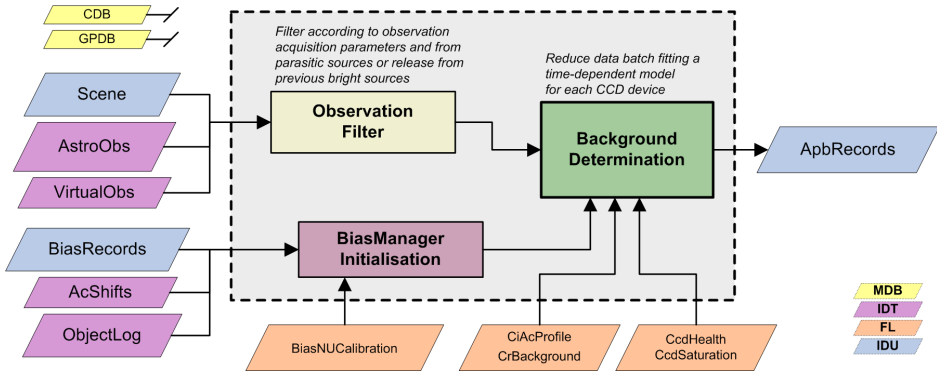 CDB
GPDB
Filter according to observation
acquisition parameters and from
parasitic sources or release from
previous bright sources
Reduce data batch fitting a
time-dependent model
for each CCD device
Scene
AstroObs
VirtualObs
Observation
Filter
Background
Determination
ApbRecords
BiasRecords
AcShifts
ObjectLog
BiasManager
Initialisation
BiasNUCalibration
CiAcProfile
CrBackground
CcdHealth
CcdSaturation
MDB
IDT
FL
IDU